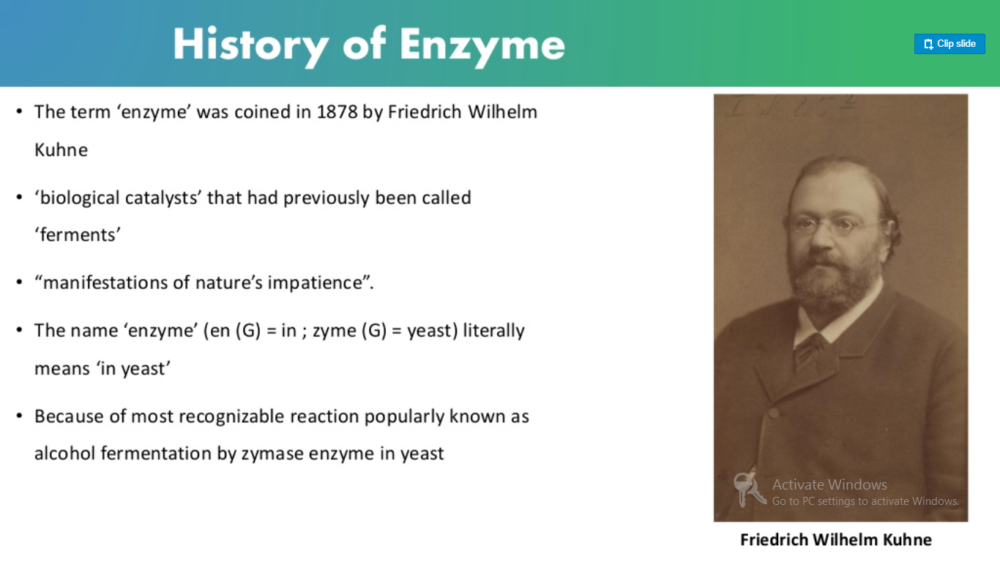 History of Enzyme
Clip slide
• The term ‘enzyme’ was coined in 1878 by Friedrich Wilhelm
Kuhne
• ‘biological catalysts’ that had previously been called
‘ferments’
• “manifestations of nature’s impatience”.
• The name ‘enzyme’ (en (G) = in ; zyme (G) = yeast) literally
means ‘in yeast’
• Because of most recognizable reaction popularly known as
alcohol fermentation by zymase enzyme in yeast
Activate Windows
Go to PC settings to activate Windows.
Friedrich Wilhelm Kuhne